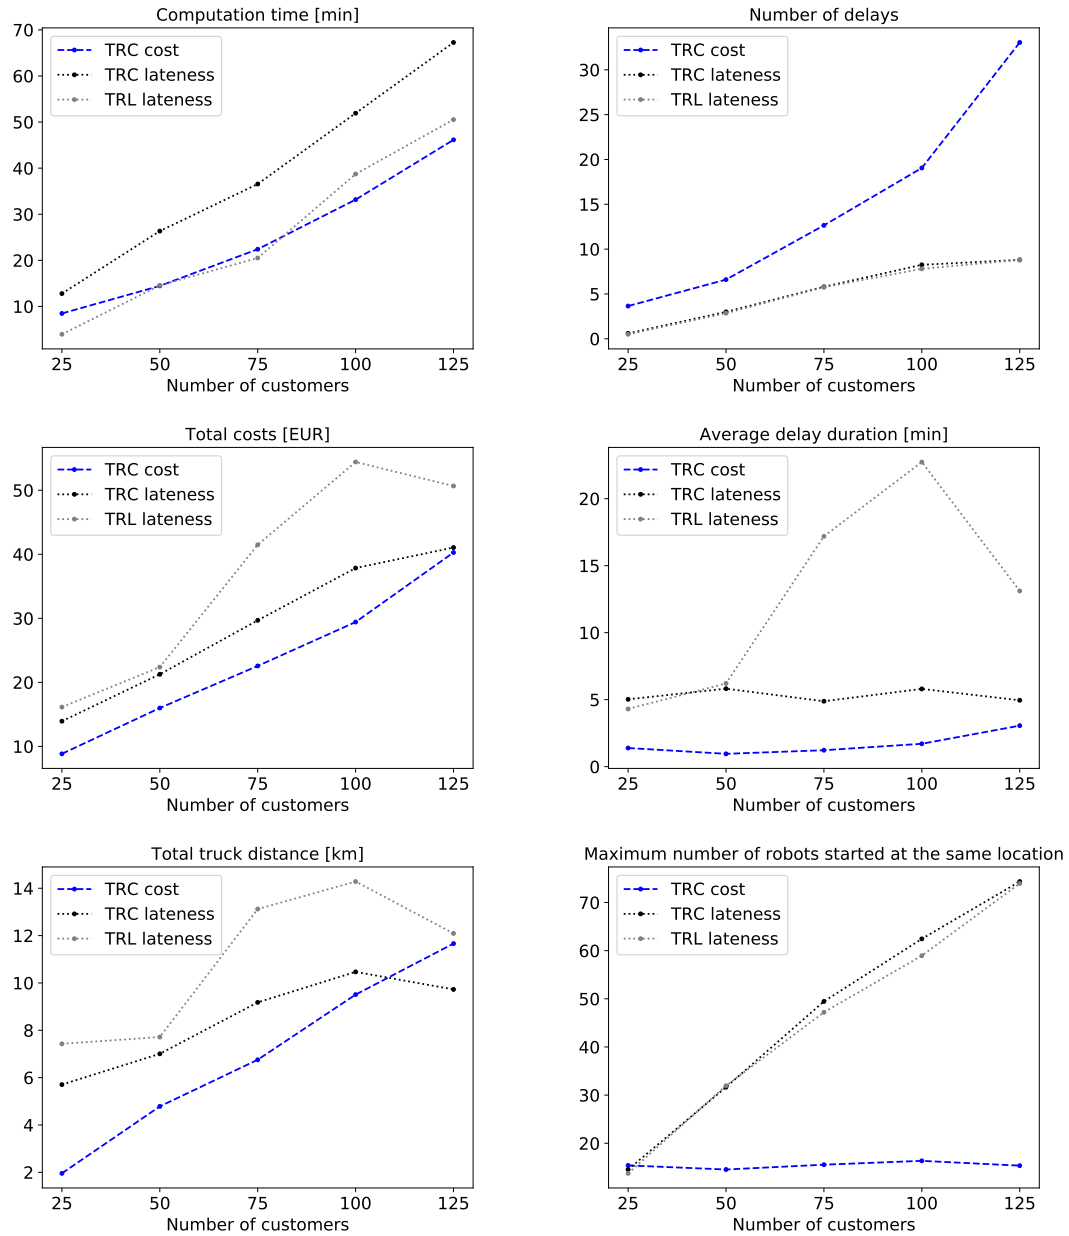 Computation time [min]
70
60
50
40
30
20
10
TRC cost
TRC lateness
TRL lateness
25 50 75 100 125
Number of customers
Number of delays
30
25
20
15
10
5
0
TRC cost
TRC lateness
TRL lateness
25 50 75 100 125
Number of customers
Total costs [EUR]
50
40
30
20
10
TRC cost
TRC lateness
TRL lateness
25 50 75 100 125
Number of customers
Average delay duration [min]
20
15
10
5
0
TRC cost
TRC lateness
TRL lateness
25 50 75 100 125
Number of customers
Total truck distance [km]
14
12
10
8
6
4
2
TRC cost
TRC lateness
TRL lateness
25 50 75 100 125
Number of customers
Maximum number of robots started at the same location
70
60
50
40
30
20
TRC cost
TRC lateness
TRL lateness
25 50 75 100 125
Number of customers